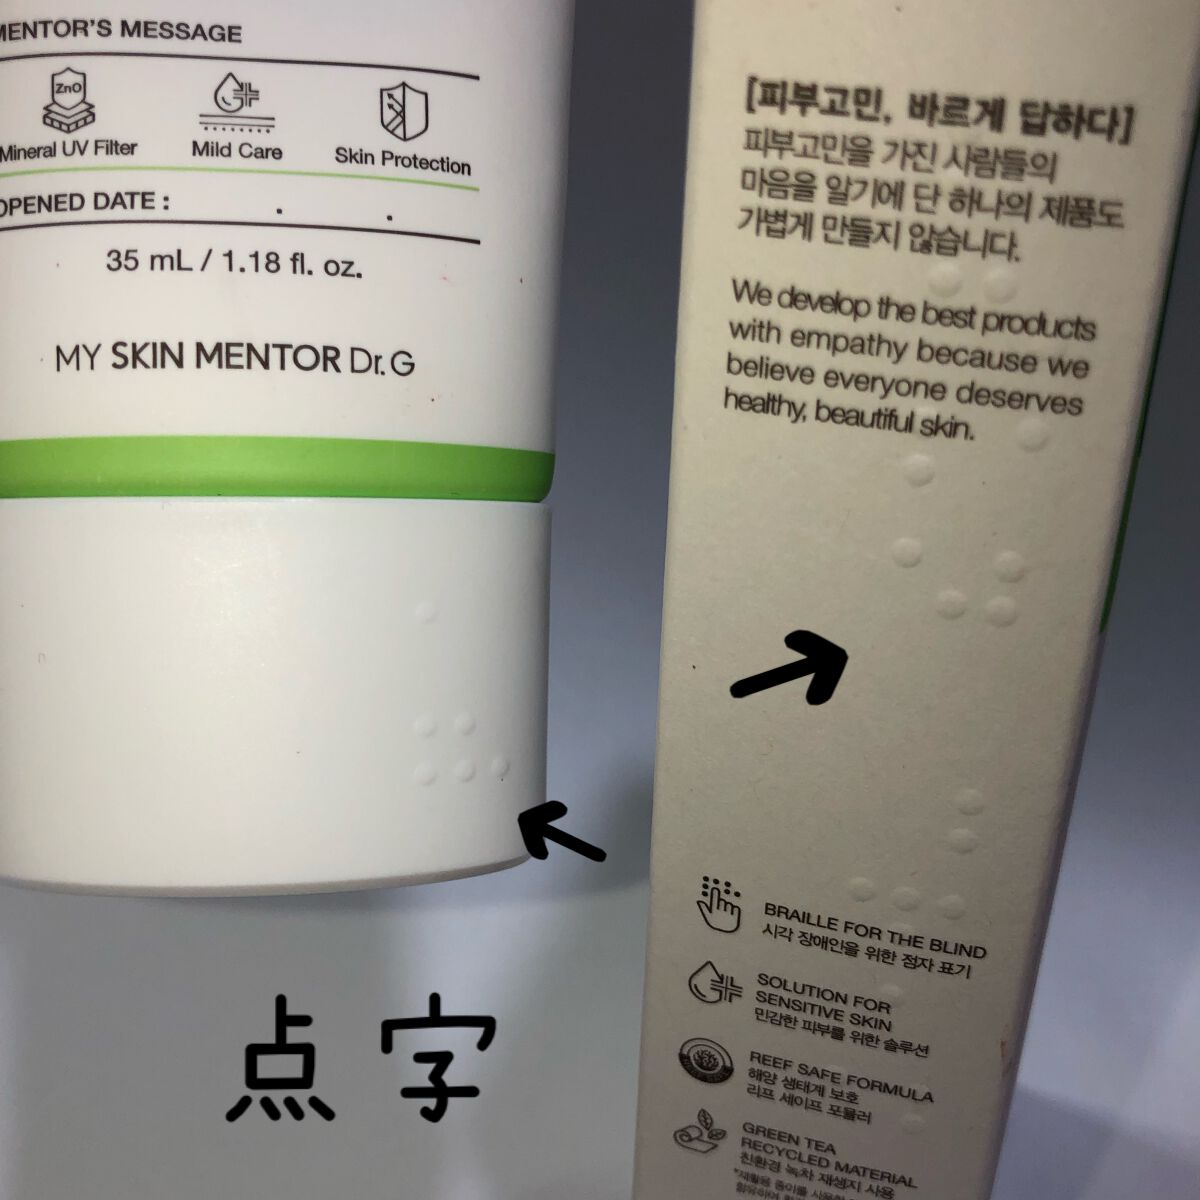 MENTOR'S MESSAGE
ZnO
Mineral UV Filter
Mild Care
Skin Protection
OPENED DATE : . .
35 mL / 1.18 fl. oz.
MY SKIN MENTOR Dr.G
点字
[피부고민, 바르게 답하다]
피부고민을 가진 사람들의
마음을 알기에 단 하나의 제품도
가볍게 만들지 않습니다.
We develop the best products
with empathy because we
believe everyone deserves
healthy, beautiful skin.
BRAILLE FOR THE BLIND
시각 장애인을 위한 점자 표기
SOLUTION FOR
SENSITIVE SKIN
민감한 피부를 위한 솔루션
REEF SAFE FORMULA
해양 생태계 보호
리프 세이프 포뮬러
GREEN TEA
RECYCLED MATERIAL
친환경 녹차 재생지 사용